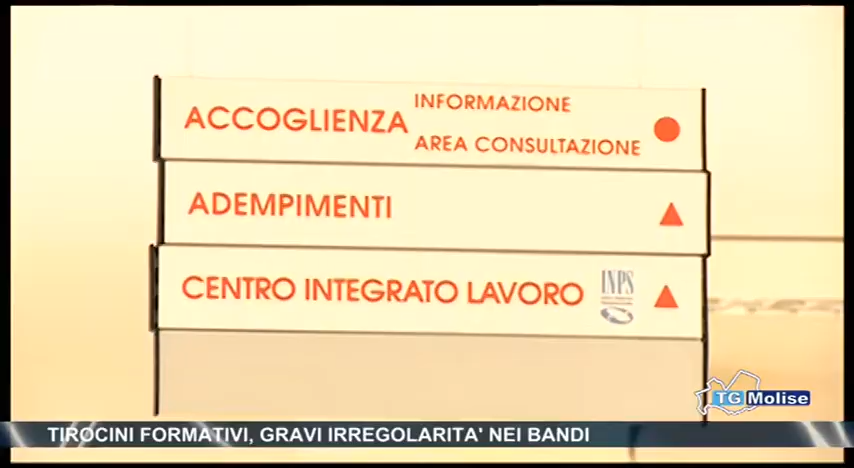 ACCOGLIENZA
INFORMAZIONE
AREA CONSULTAZIONE
ADEMPIMENTI
CENTRO INTEGRATO LAVORO
INPS
TG Molise
TIROCINI FORMATIVI, GRAVI IRREGOLARITA' NEI BANDI